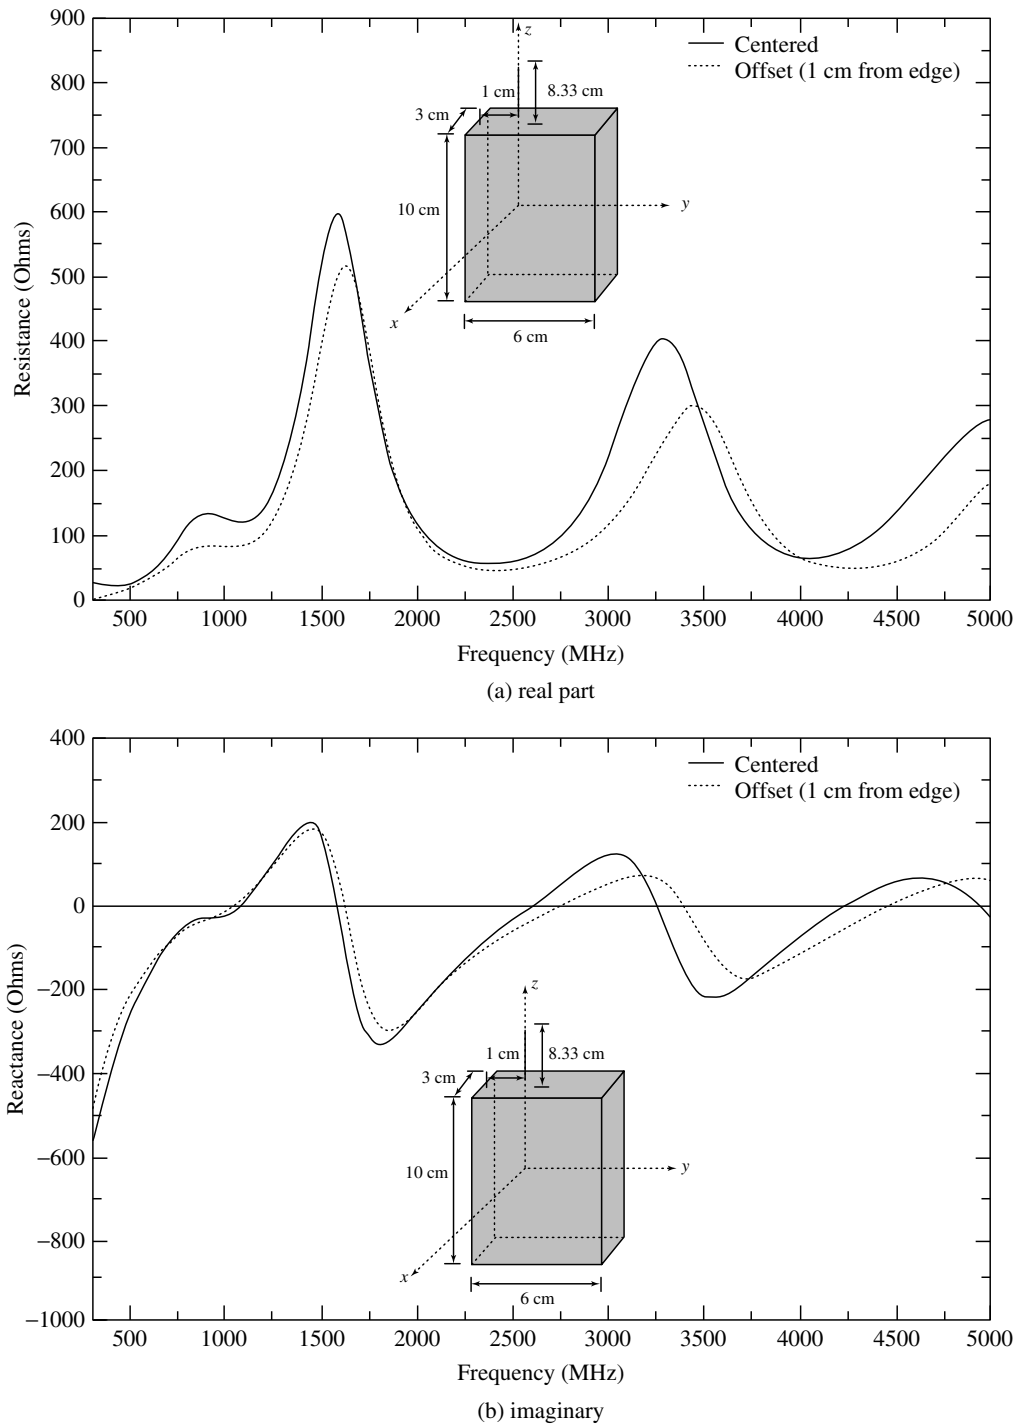 900
800
700
600
500
400
300
200
100
0
Resistance (Ohms)
Centered
Offset (1 cm from edge)
z
1 cm
8.33 cm
3 cm
10 cm
y
x
6 cm
500 1000 1500 2000 2500 3000 3500 4000 4500 5000
Frequency (MHz)
(a) real part
400
200
0
–200
–400
–600
–800
–1000
Reactance (Ohms)
Centered
Offset (1 cm from edge)
z
1 cm
8.33 cm
3 cm
10 cm
y
x
6 cm
500 1000 1500 2000 2500 3000 3500 4000 4500 5000
Frequency (MHz)
(b) imaginary